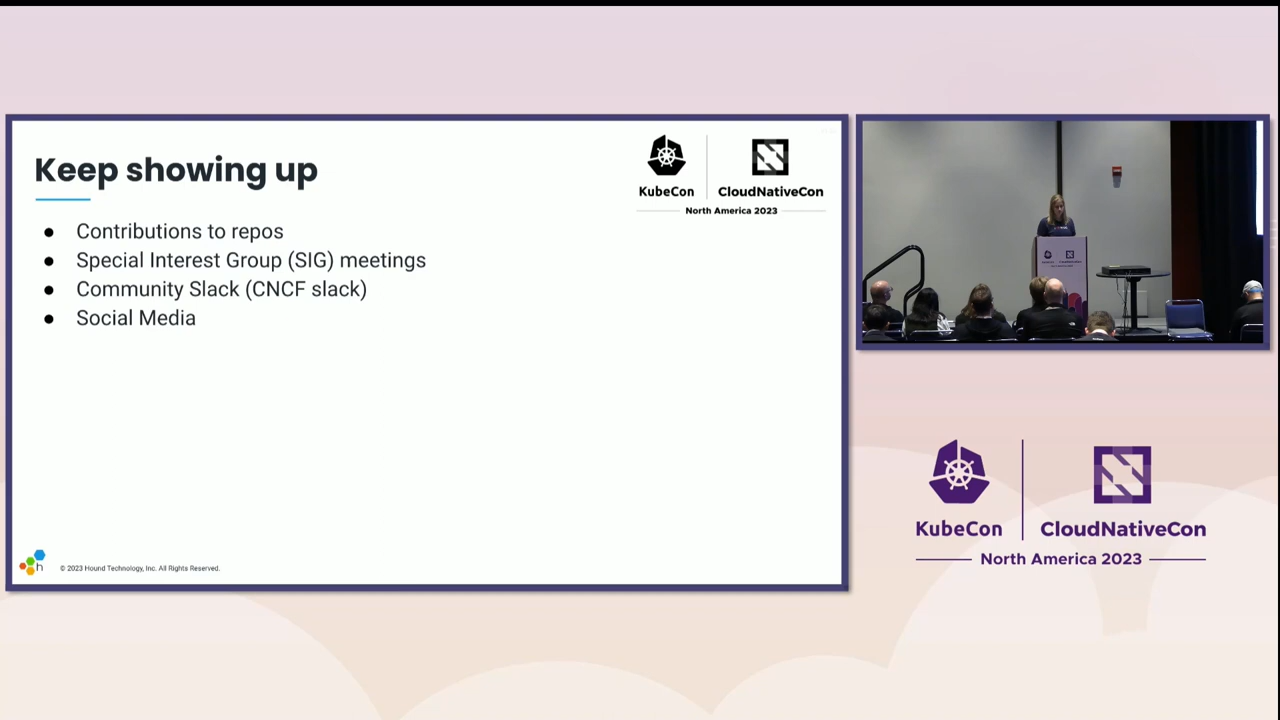 Keep showing up
KubeCon
CloudNativeCon
North America 2023
● Contributions to repos
● Special Interest Group (SIG) meetings
● Community Slack (CNCF slack)
● Social Media
h
© 2023 Hound Technology, Inc. All Rights Reserved.
KubeCon
CloudNativeCon
North America 2023